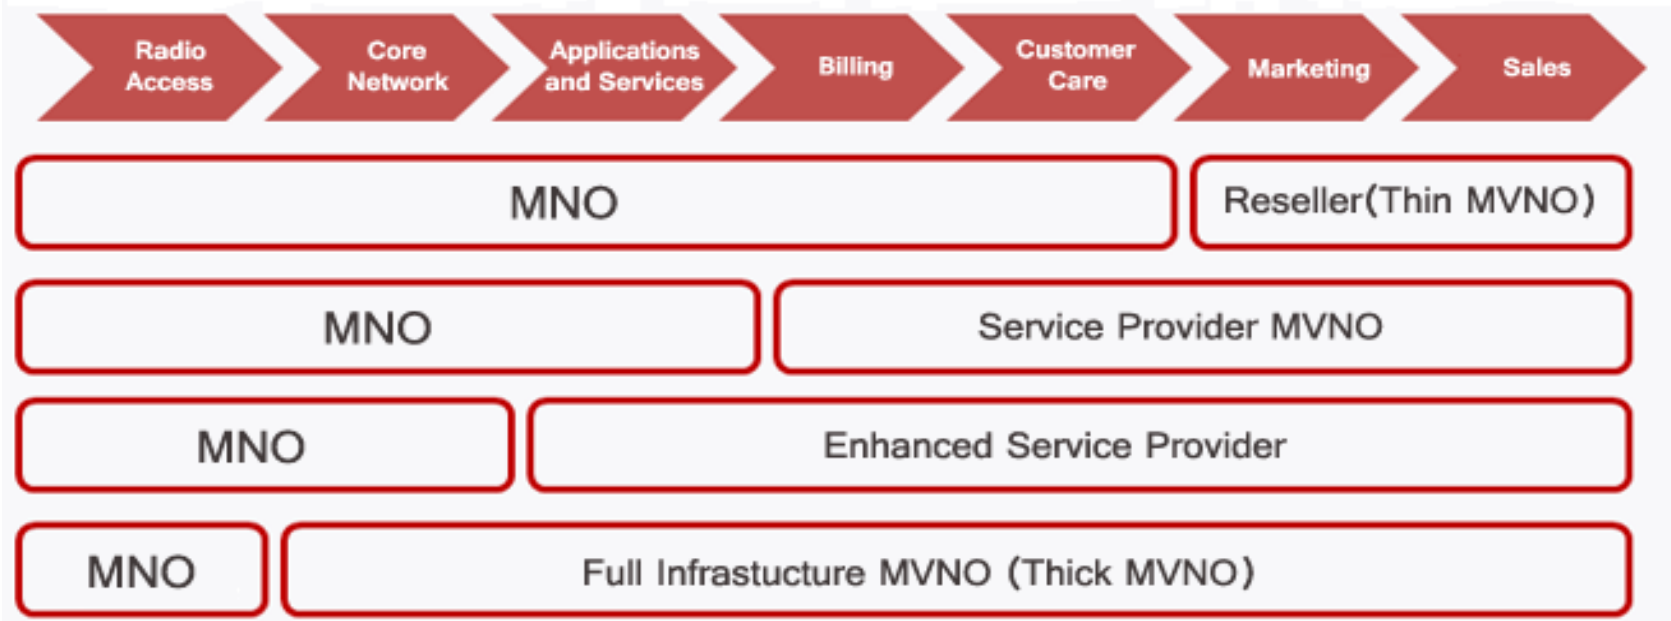 Radio
Access
Core
Network
Applications
and Services
Billing
Customer
Care
Marketing
Sales
MNO
Reseller(Thin MVNO)
MNO
Service Provider MVNO
MNO
Enhanced Service Provider
MNO
Full Infrastucture MVNO (Thick MVNO)